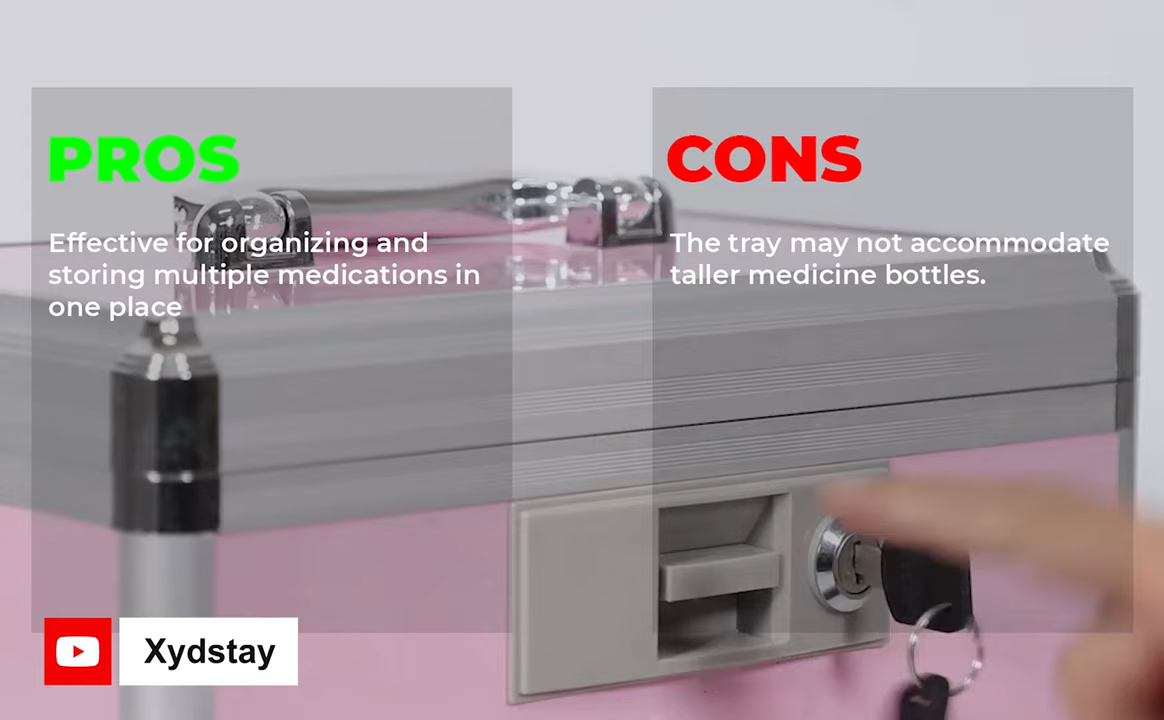 PROS
Effective for organizing and
storing multiple medications in
one place
CONS
The tray may not accommodate
taller medicine bottles.
Xydstay